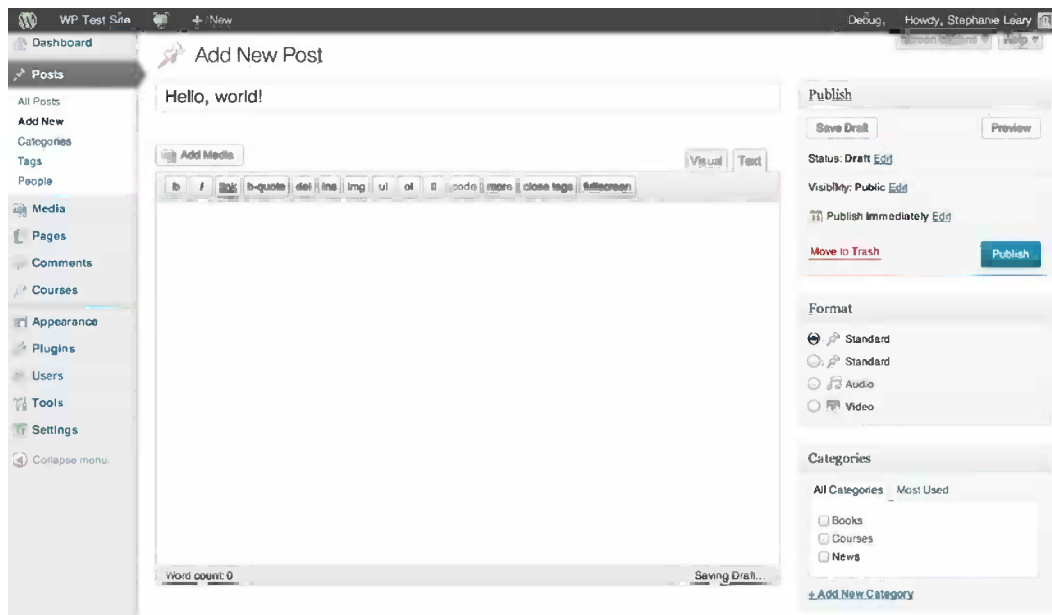 WP Test Site + New Debug, Howdy, Stephanie Leary
Screen Options Help
Dashboard
Posts
All Posts
Add New
Categories
Tags
People
Media
Pages
Comments
Courses
Appearance
Plugins
Users
Tools
Settings
Collapse menu
Add New Post
Hello, world!
Add Media
Visual Text
b i link b-quote del ins img ul ol li code more close tags fullscreen
Word count: 0 Saving Draft...
Publish
Save Draft Preview
Status: Draft Edit
Visibility: Public Edit
Publish immediately Edit
Move to Trash Publish
Format
Standard
Standard
Audio
Video
Categories
All Categories Most Used
Books
Courses
News
+ Add New Category